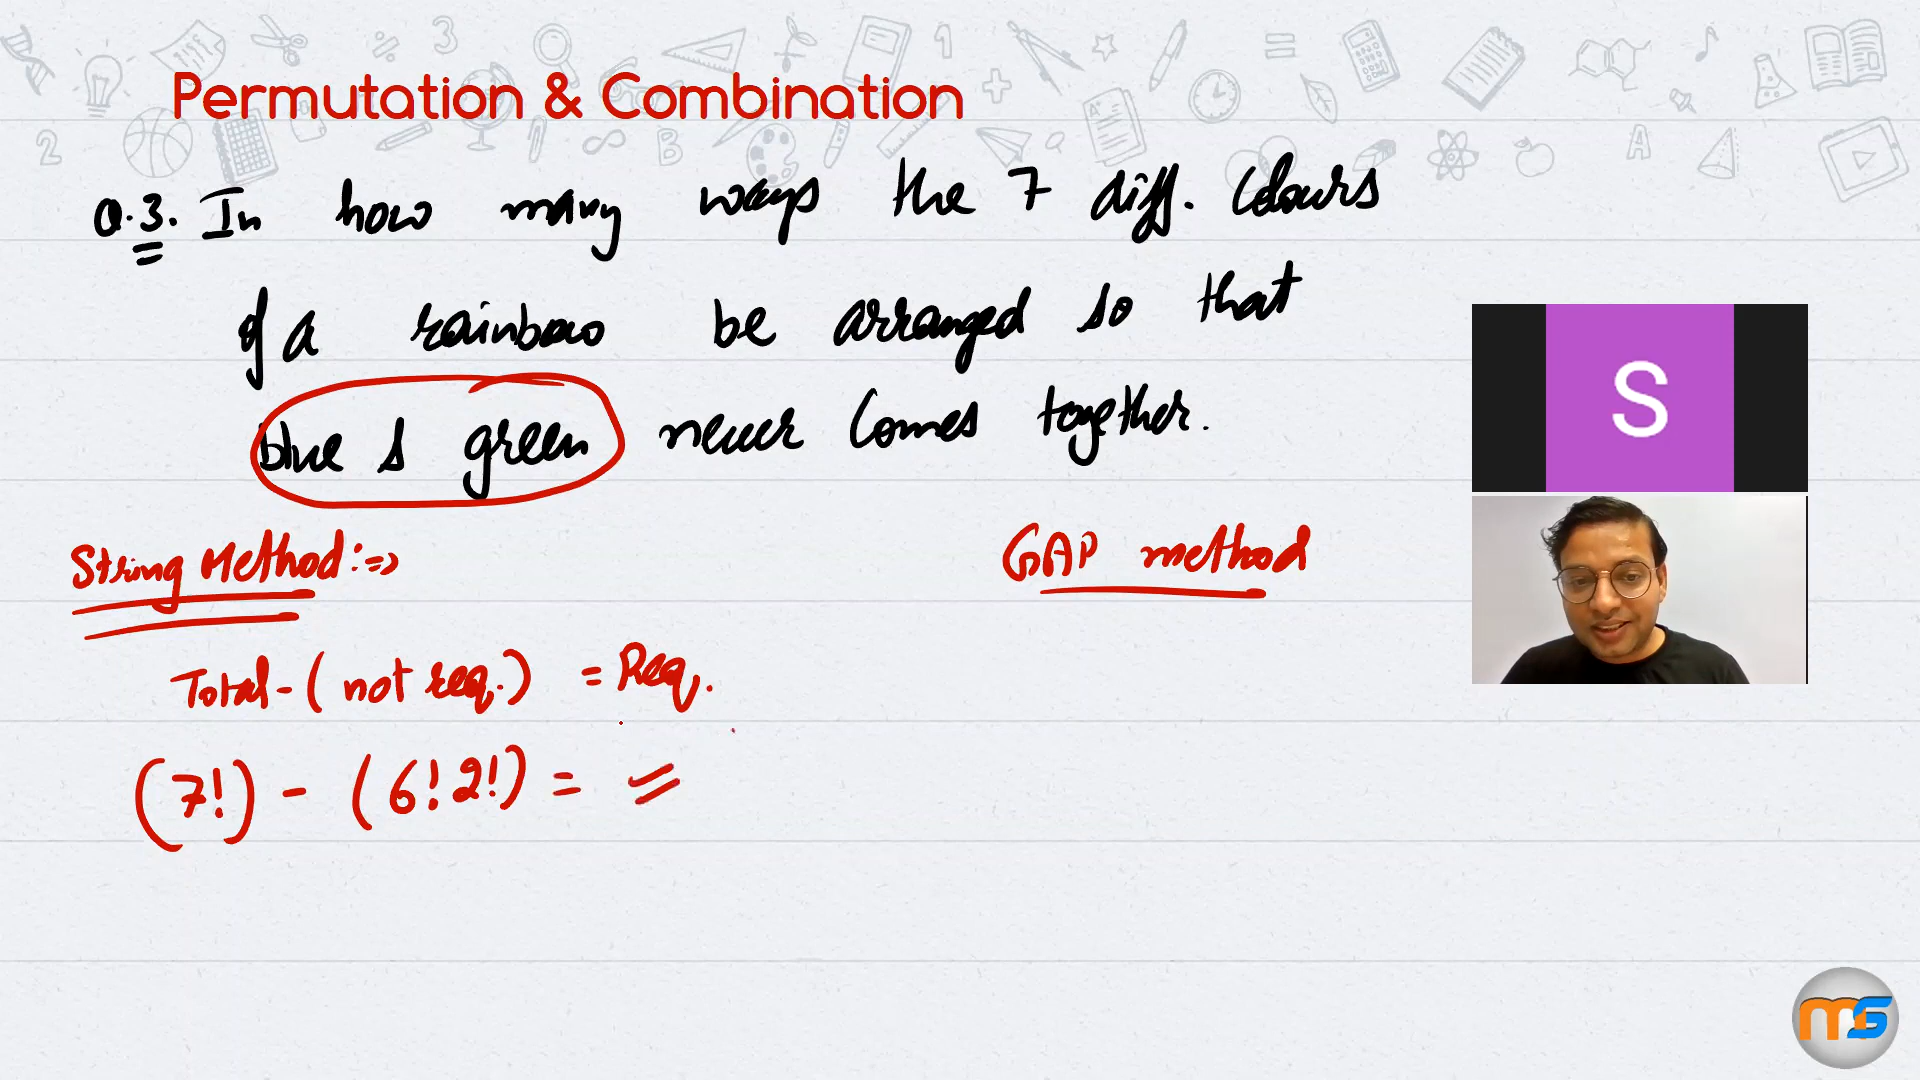 Permutation & Combination
Q.3. In how many ways the 7 diff. Colours
of a rainbow be arranged so that
blue & green never Comes together.
String Method :=>
GAP method
Total - (not req.) = Req.
(7!) - (6! 2!) =
S
MG